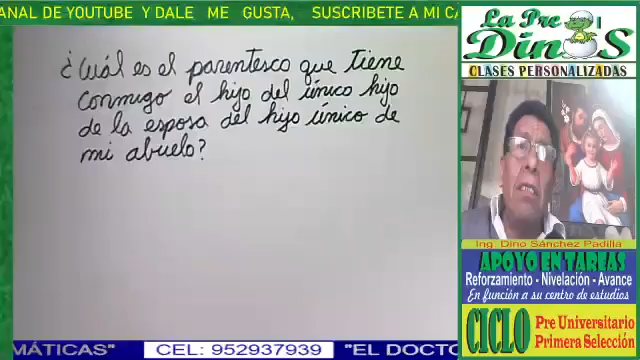 ANAL DE YOUTUBE Y DALE ME GUSTA, SUSCRIBETE A MI CA
¿Cuál es el parentesco que tiene
conmigo el hijo del único hijo
de la esposa del hijo único de
mi abuelo?
La Pre
DinoS
CLASES PERSONALIZADAS
Ing. Dino Sánchez Padilla
APOYO EN TAREAS
Reforzamiento - Nivelación - Avance
En función a su centro de estudios
CICLO
Pre Universitario
Primera Selección
MÁTICAS" CEL: 952937939 "EL DOCTO